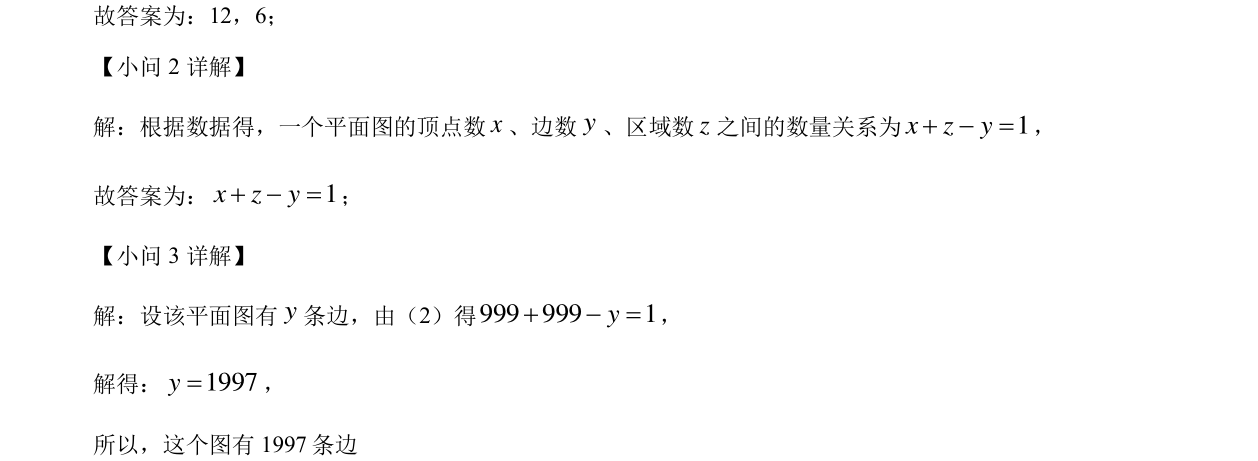 故答案为：12，6；
【小问 2 详解】
解：根据数据得，一个平面图的顶点数 x 、边数 y 、区域数 z 之间的数量关系为 x + z − y = 1，
故答案为： x + z − y = 1；
【小问 3 详解】
解：设该平面图有 y 条边，由（2）得 999 + 999 − y = 1，
解得： y = 1997，
所以，这个图有 1997 条边